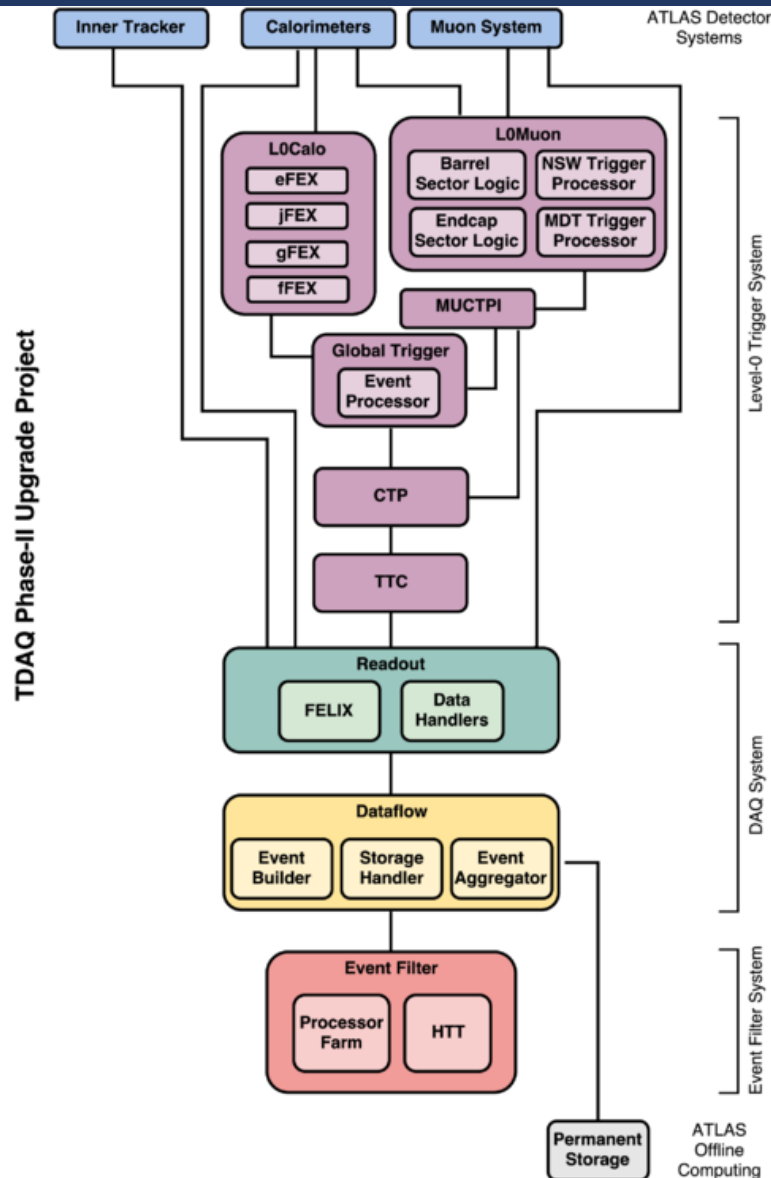 Inner Tracker
Calorimeters
Muon System
ATLAS Detector
Systems
L0Calo
eFEX
jFEX
gFEX
fFEX
L0Muon
Barrel
Sector Logic
NSW Trigger
Processor
Endcap
Sector Logic
MDT Trigger
Processor
MUCTPI
Global Trigger
Event
Processor
CTP
TTC
Level-0 Trigger System
TDAQ Phase-II Upgrade Project
Readout
FELIX
Data
Handlers
Dataflow
Event
Builder
Storage
Handler
Event
Aggregator
DAQ System
Event Filter
Processor
Farm
HTT
Event Filter System
Permanent
Storage
ATLAS
Offline
Computing